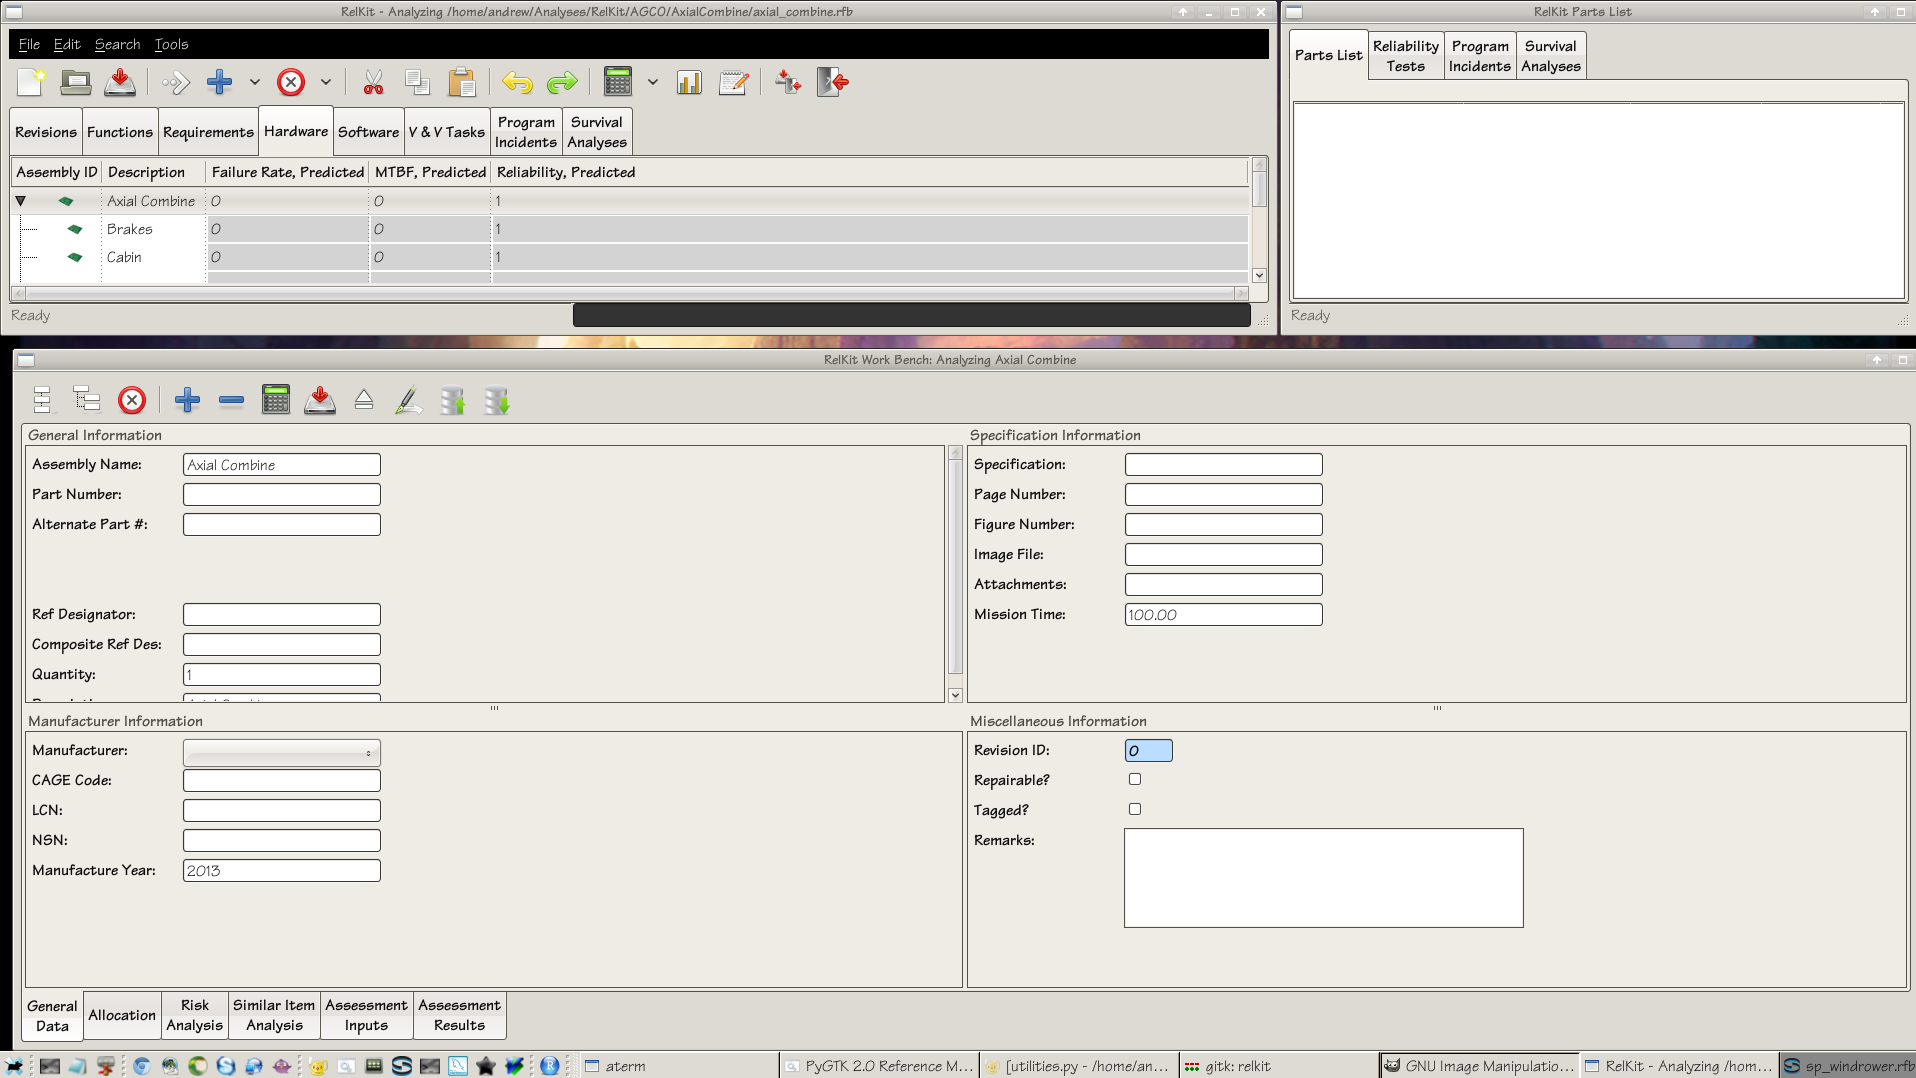 RelKit - Analyzing /home/andrew/Analyses/RelKit/AGCO/AxialCombine/axial_combine.rfb
File Edit Search Tools
Revisions Functions Requirements Hardware Software V & V Tasks Program Incidents Survival Analyses
Assembly ID Description Failure Rate, Predicted MTBF, Predicted Reliability, Predicted
Axial Combine 0 0 1
Brakes 0 0 1
Cabin 0 0 1
Ready
RelKit Parts List
Parts List Reliability Tests Program Incidents Survival Analyses
Ready
RelKit Work Bench: Analyzing Axial Combine
General Information
Assembly Name: Axial Combine
Part Number:
Alternate Part #:
Ref Designator:
Composite Ref Des:
Quantity: 1
Specification Information
Specification:
Page Number:
Figure Number:
Image File:
Attachments:
Mission Time: 100.00
Manufacturer Information
Manufacturer:
CAGE Code:
LCN:
NSN:
Manufacture Year: 2013
Miscellaneous Information
Revision ID: 0
Repairable?
Tagged?
Remarks:
General Data Allocation Risk Analysis Similar Item Analysis Assessment Inputs Assessment Results
aterm PyGTK 2.0 Reference M... [utilities.py - /home/an... gitk: relkit GNU Image Manipulatio... RelKit - Analyzing /hom... sp_windrower.rfb